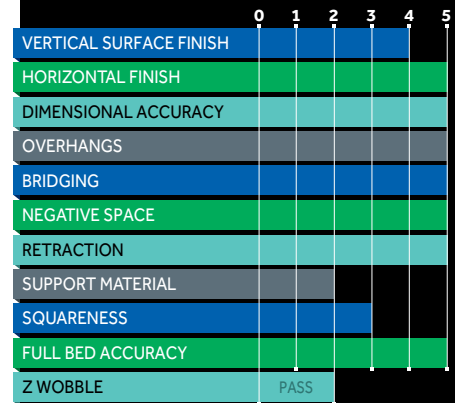 0 1 2 3 4 5
VERTICAL SURFACE FINISH
HORIZONTAL FINISH
DIMENSIONAL ACCURACY
OVERHANGS
BRIDGING
NEGATIVE SPACE
RETRACTION
SUPPORT MATERIAL
SQUARENESS
FULL BED ACCURACY
Z WOBBLE PASS